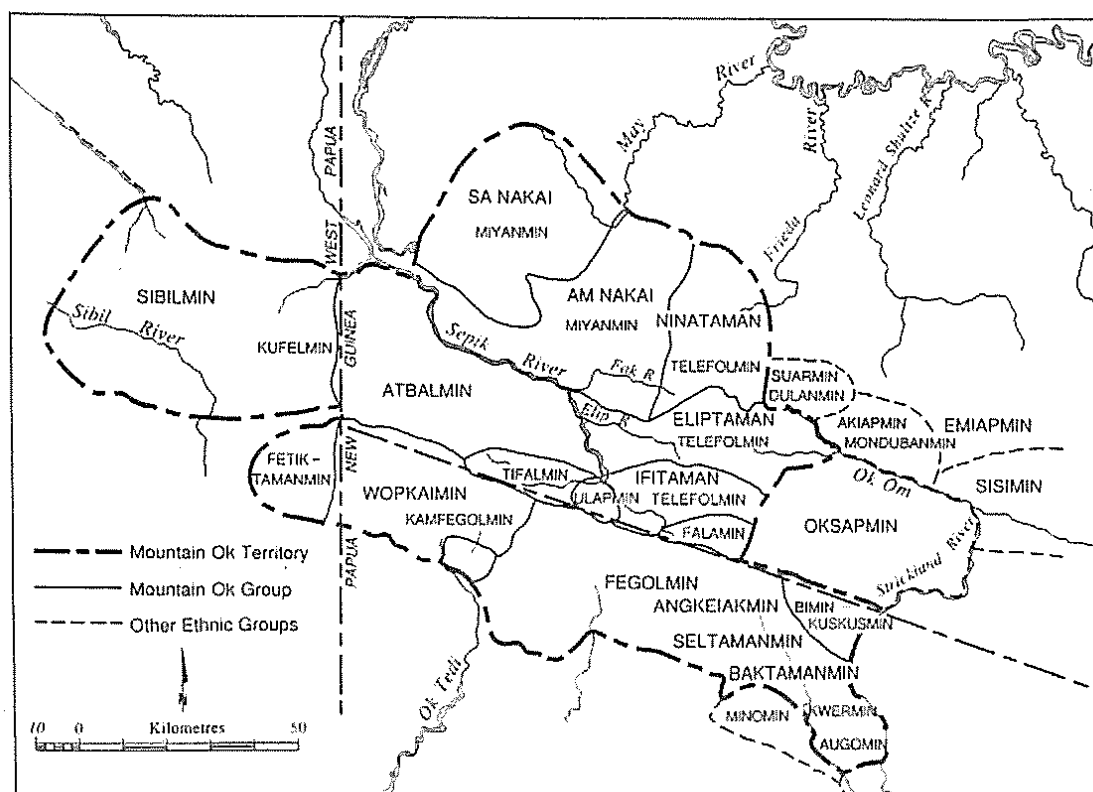 River
May
River
Leonard Shultze R
Frieda
WEST PAPUA
SA NAKAI
MIYANMIN
SIBILMIN
Sibil River
KUFELMIN
AM NAKAI
MIYANMIN
NINATAMAN
TELEFOLMIN
Sepik River
Fak R
Elip R
ATBALMIN
SUARMIN
DULANMIN
ELIPTAMAN
TELEFOLMIN
AKIAPMIN
MONDUBANMIN
EMIAPMIN
SISIMIN
Ok Om
FETIK-
TAMANMIN
PAPUA NEW GUINEA
TIFALMIN
WOPKAIMIN
ULAPMIN
IFITAMAN
TELEFOLMIN
KAMFEGOLMIN
FALAMIN
OKSAPMIN
Strickland River
FEGOLMIN
ANGKEIAKMIN
BIMIN
KUSKUSMIN
SELTAMANMIN
BAKTAMANMIN
Ok Tedi
MINOMIN
KWERMIN
AUGOMIN
Mountain Ok Territory
Mountain Ok Group
Other Ethnic Groups
N
10 0 Kilometres 50